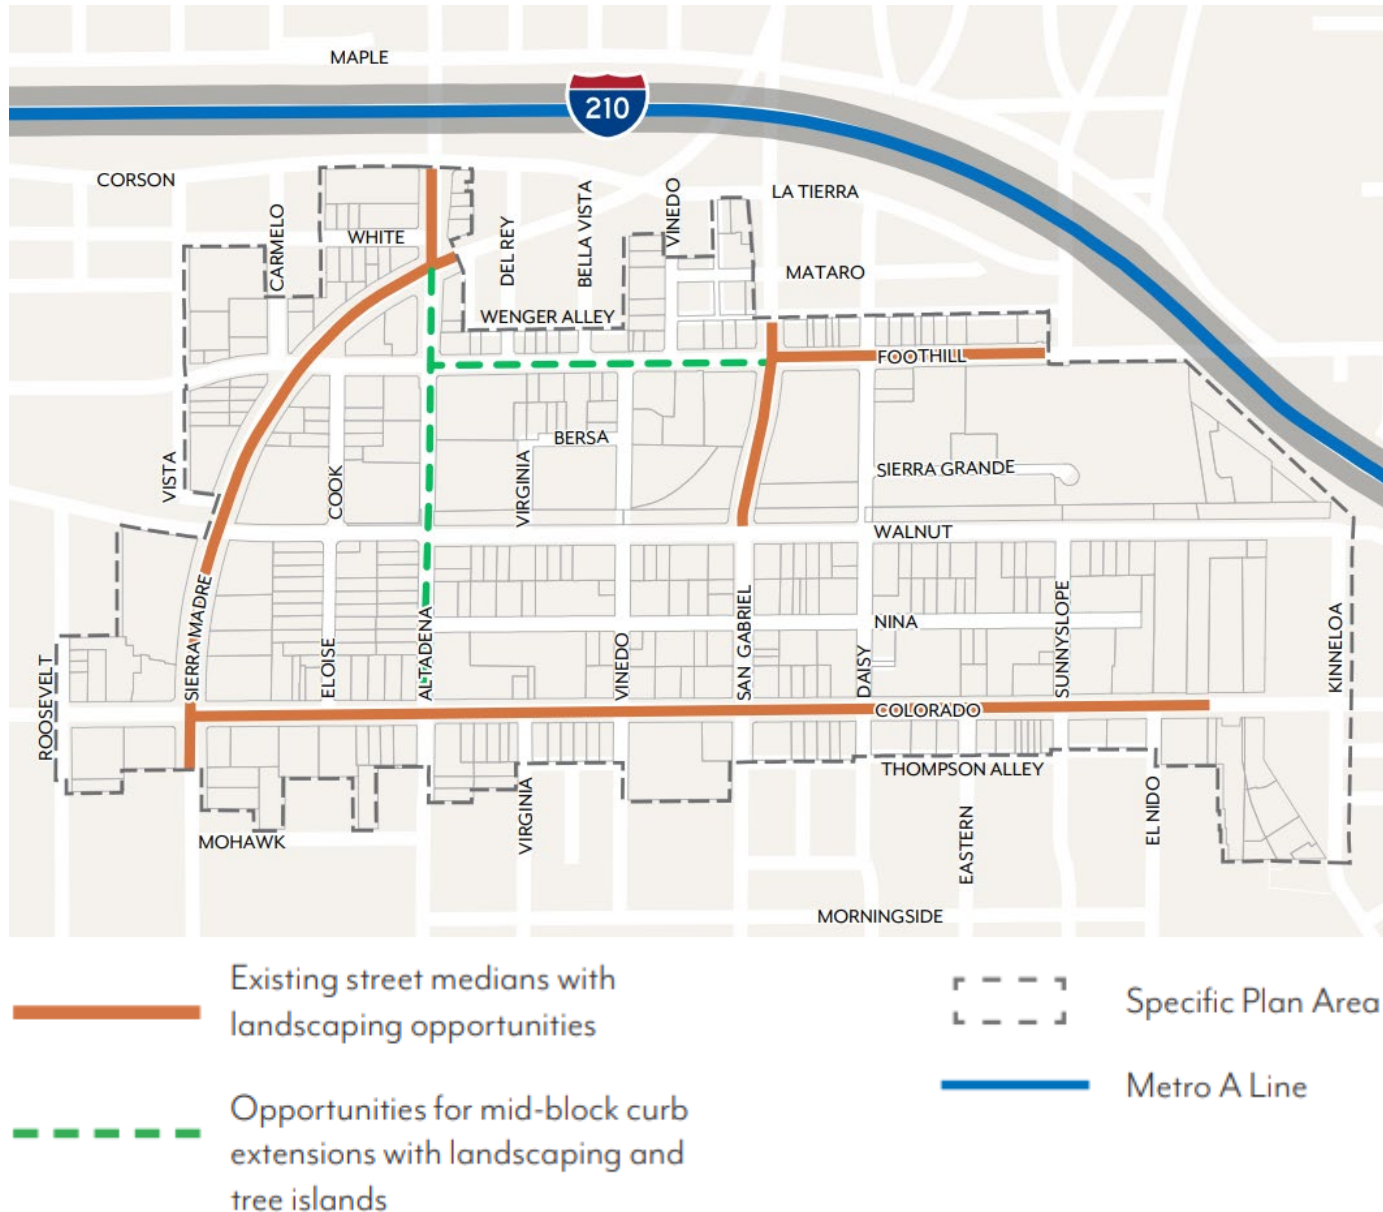 MAPLE
210
CORSON
LA TIERRA
CARMELO
WHITE
DEL REY
BELLA VISTA
VINEDO
MATARO
WENGER ALLEY
FOOTHILL
BERSA
VISTA
COOK
VIRGINIA
SIERRA GRANDE
WALNUT
SIERRA MADRE
ELOISE
ALTADENA
VINEDO
SAN GABRIEL
NINA
DAISY
SUNNYSLOPE
KINNELOA
ROOSEVELT
COLORADO
THOMPSON ALLEY
MOHAWK
VIRGINIA
EASTERN
EL NIDO
MORNINGSIDE
Existing street medians with
landscaping opportunities
Opportunities for mid-block curb
extensions with landscaping and
tree islands
Specific Plan Area
Metro A Line